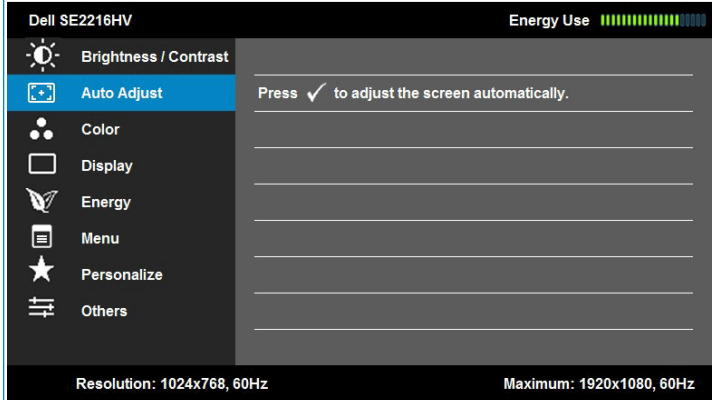 Dell SE2216HV Energy Use
Brightness / Contrast
Auto Adjust Press ✓ to adjust the screen automatically.
Color
Display
Energy
Menu
Personalize
Others
Resolution: 1024x768, 60Hz Maximum: 1920x1080, 60Hz